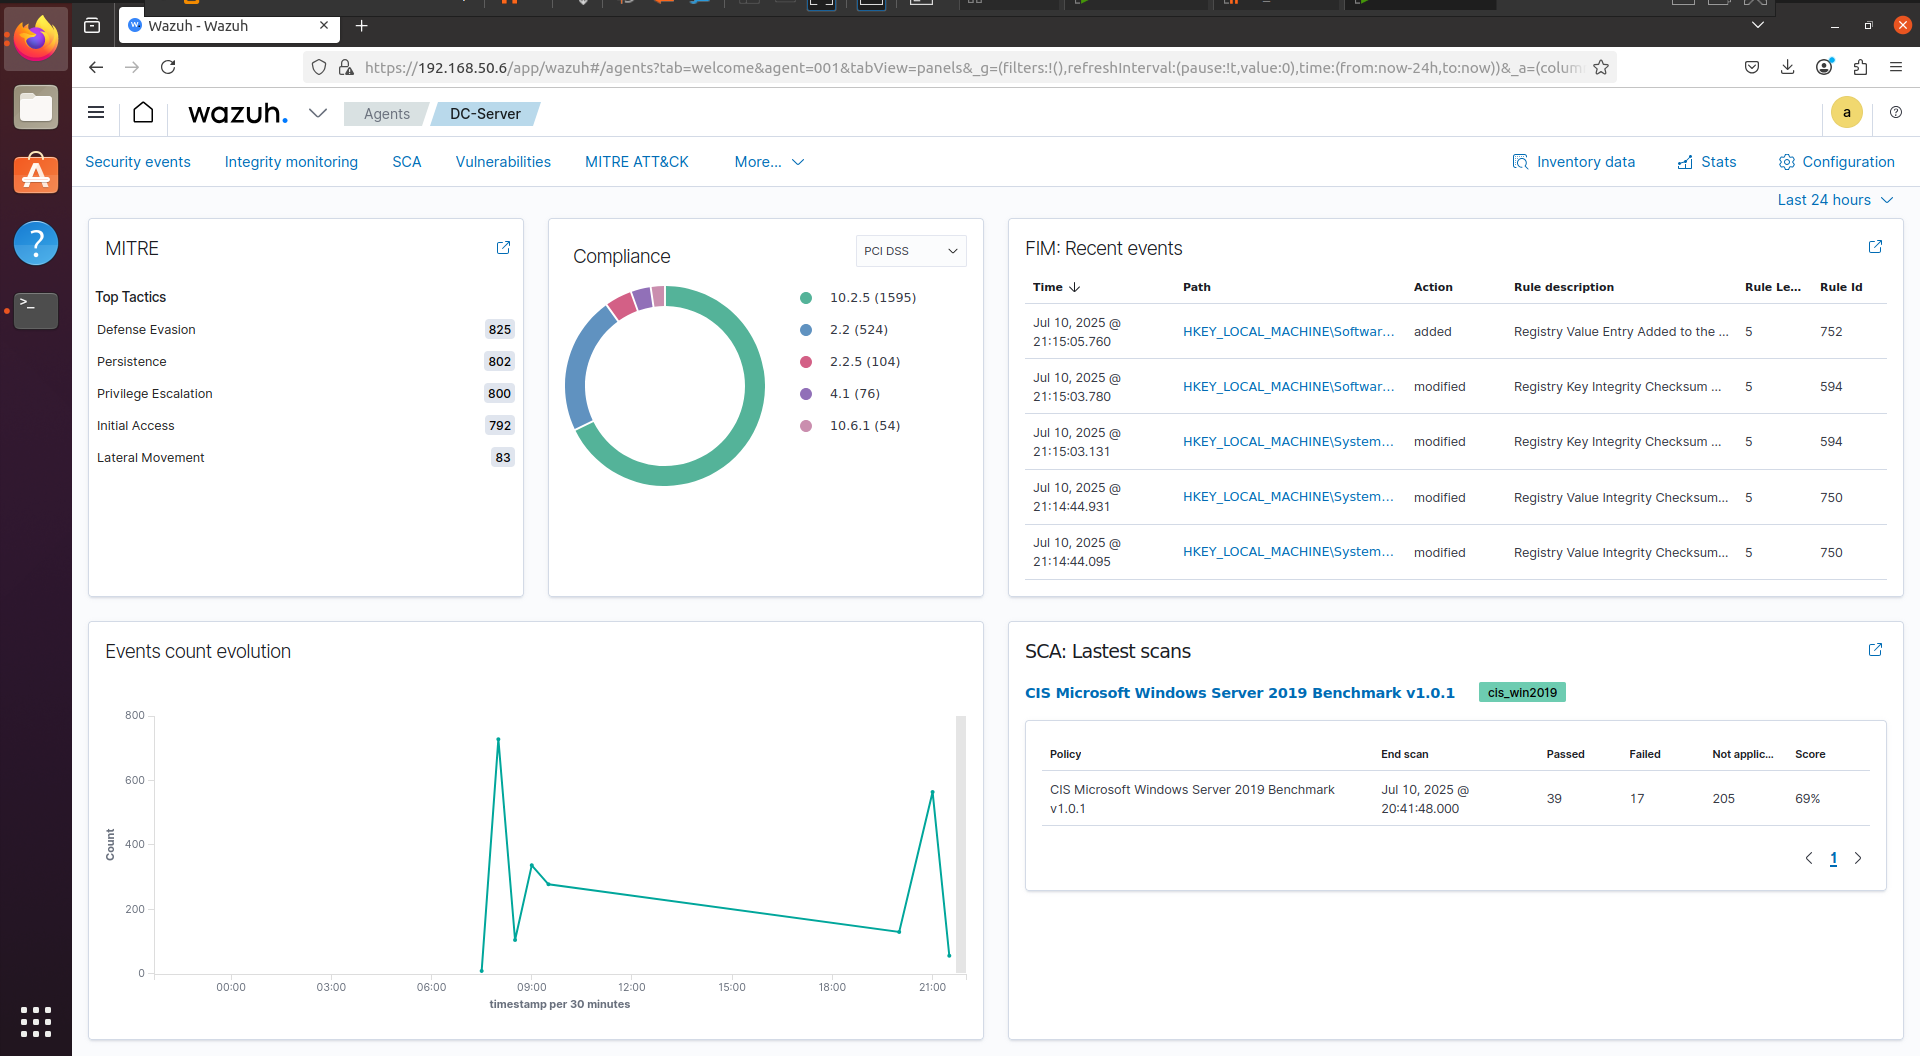 Wazuh - Wazuh
https://192.168.50.6/app/wazuh#/agents?tab=welcome&agent=001&tabView=panels&_g=(filters:!(),refreshInterval:(pause:!t,value:0),time:(from:now-24h,to:now))&_a=(colum
wazuh.
Agents
DC-Server
a
Security events
Integrity monitoring
SCA
Vulnerabilities
MITRE ATT&CK
More...
Inventory data
Stats
Configuration
Last 24 hours
MITRE
Top Tactics
Defense Evasion 825
Persistence 802
Privilege Escalation 800
Initial Access 792
Lateral Movement 83
Compliance
PCI DSS
10.2.5 (1595)
2.2 (524)
2.2.5 (104)
4.1 (76)
10.6.1 (54)
FIM: Recent events
Time Path Action Rule description Rule Le... Rule Id
Jul 10, 2025 @
21:15:05.760
HKEY_LOCAL_MACHINE\Softwar... added Registry Value Entry Added to the ... 5 752
Jul 10, 2025 @
21:15:03.780
HKEY_LOCAL_MACHINE\Softwar... modified Registry Key Integrity Checksum ... 5 594
Jul 10, 2025 @
21:15:03.131
HKEY_LOCAL_MACHINE\System... modified Registry Key Integrity Checksum ... 5 594
Jul 10, 2025 @
21:14:44.931
HKEY_LOCAL_MACHINE\System... modified Registry Value Integrity Checksum... 5 750
Jul 10, 2025 @
21:14:44.095
HKEY_LOCAL_MACHINE\System... modified Registry Value Integrity Checksum... 5 750
Events count evolution
800
600
400
200
0
Count
00:00 03:00 06:00 09:00 12:00 15:00 18:00 21:00
timestamp per 30 minutes
SCA: Lastest scans
CIS Microsoft Windows Server 2019 Benchmark v1.0.1
cis_win2019
Policy End scan Passed Failed Not applic... Score
CIS Microsoft Windows Server 2019 Benchmark
v1.0.1
Jul 10, 2025 @
20:41:48.000
39 17 205 69%
1